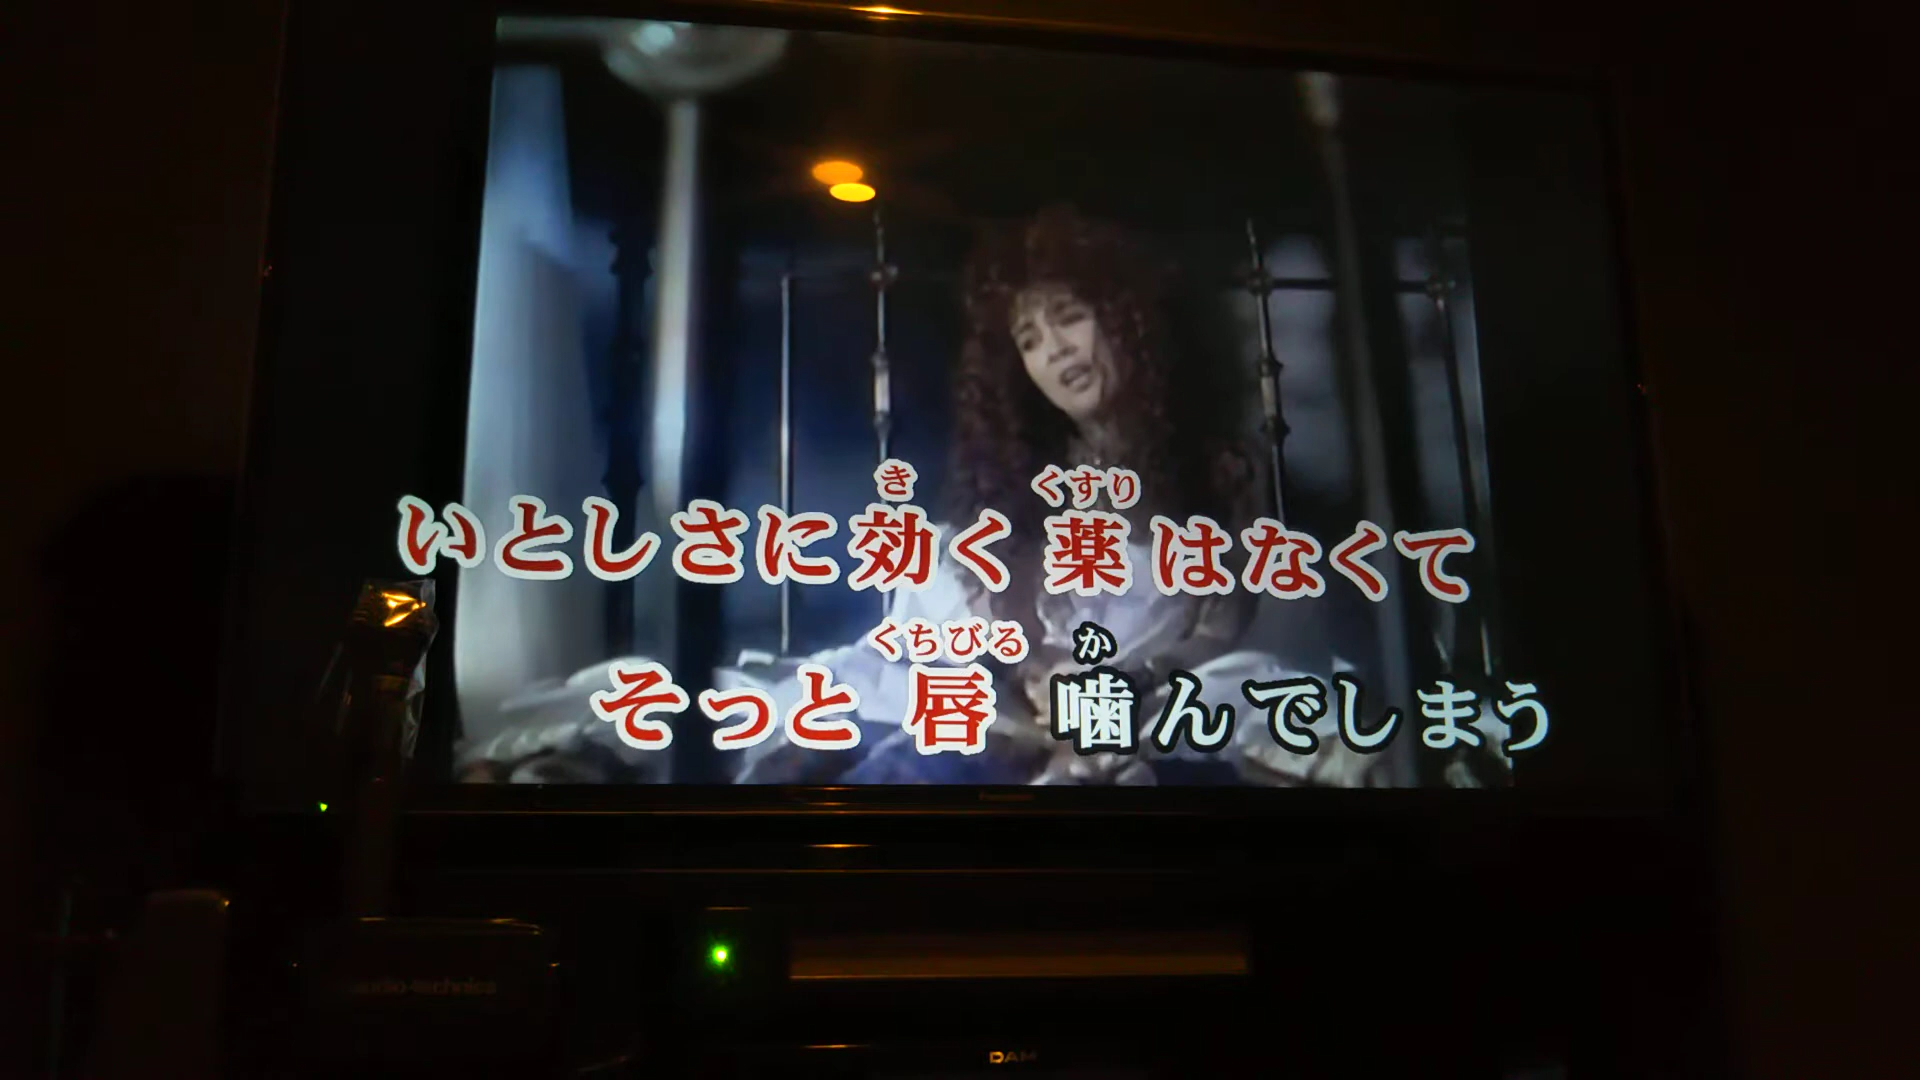 き くすり
いとしさに効く薬はなくて
くちびる か
そっと唇 噛んでしまう
audio-technica
DAM